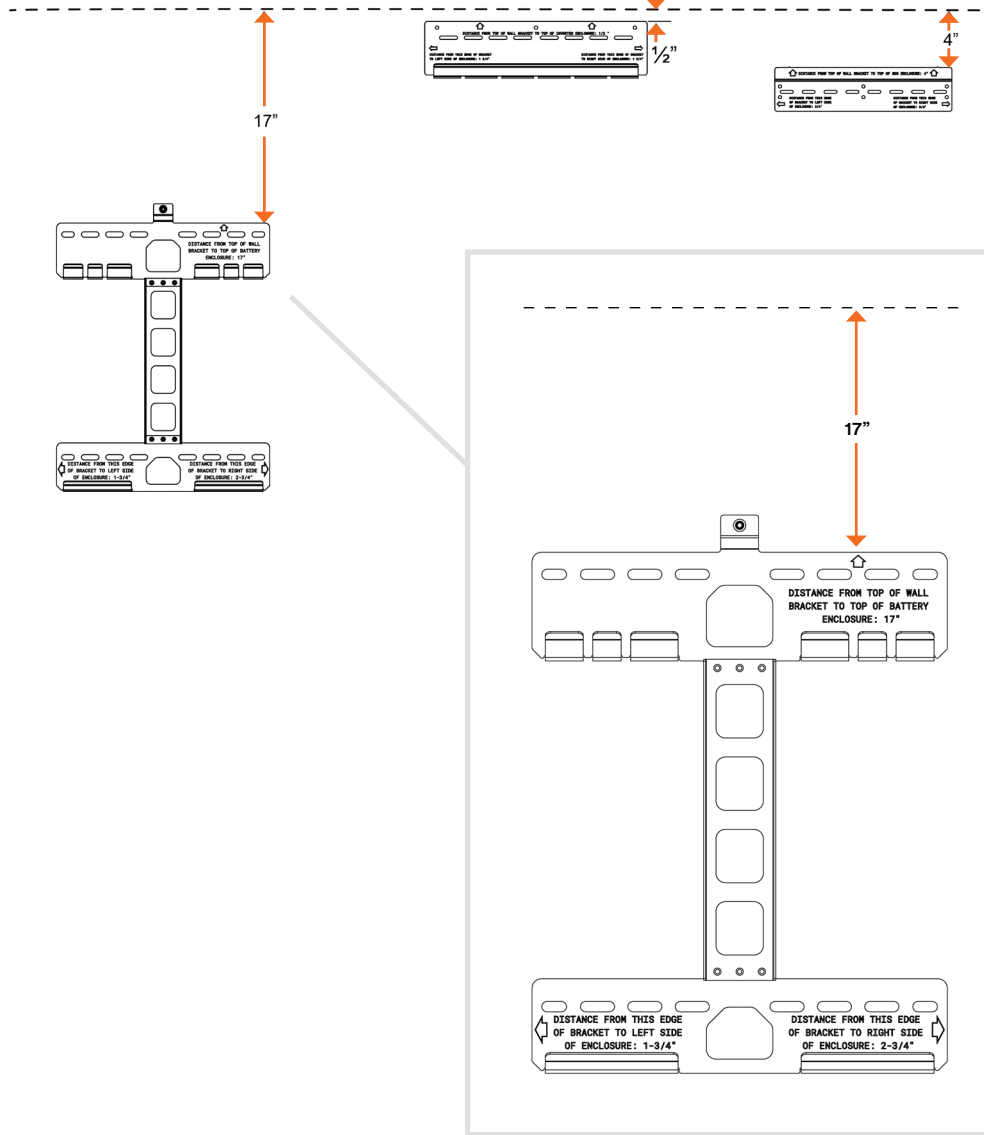 17”
DISTANCE FROM TOP OF WALL BRACKET TO TOP OF INVERTER ENCLOSURE: 1/2 "
DISTANCE FROM THIS EDGE OF BRACKET
TO LEFT SIDE OF ENCLOSURE: 1 3/4"
DISTANCE FROM THIS EDGE OF BRACKET
TO RIGHT SIDE OF ENCLOSURE: 1 3/4"
½”
4”
DISTANCE FROM TOP OF WALL BRACKET TO TOP OF GDE ENCLOSURE: 4"
DISTANCE FROM THIS EDGE
OF BRACKET TO LEFT SIDE
OF ENCLOSURE: 3/4"
DISTANCE FROM THIS EDGE
OF BRACKET TO RIGHT SIDE
OF ENCLOSURE: 3/4"
DISTANCE FROM TOP OF WALL
BRACKET TO TOP OF BATTERY
ENCLOSURE: 17"
DISTANCE FROM THIS EDGE
OF BRACKET TO LEFT SIDE
OF ENCLOSURE: 1-3/4"
DISTANCE FROM THIS EDGE
OF BRACKET TO RIGHT SIDE
OF ENCLOSURE: 2-3/4"
17”
DISTANCE FROM TOP OF WALL
BRACKET TO TOP OF BATTERY
ENCLOSURE: 17"
DISTANCE FROM THIS EDGE
OF BRACKET TO LEFT SIDE
OF ENCLOSURE: 1-3/4"
DISTANCE FROM THIS EDGE
OF BRACKET TO RIGHT SIDE
OF ENCLOSURE: 2-3/4"